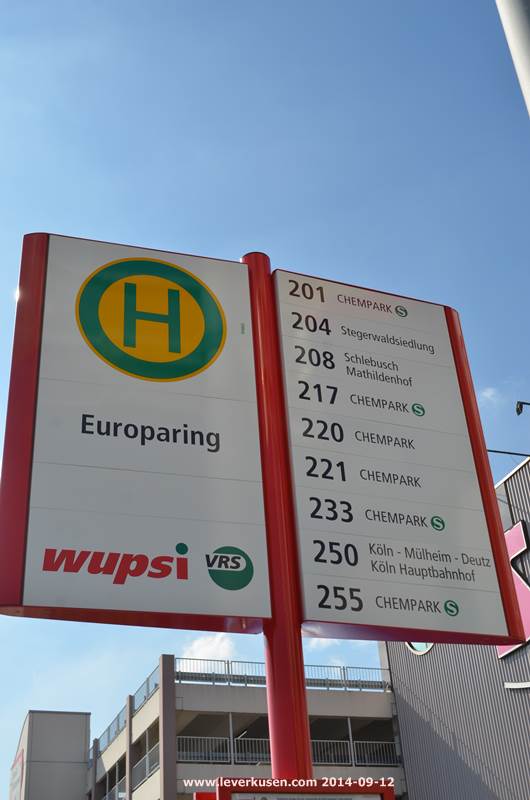 H
Europaring
wupsi VRS
201 CHEMPARK S
204 Stegerwaldsiedlung
208 Schlebusch
Mathildenhof
217 CHEMPARK S
220 CHEMPARK
221 CHEMPARK
233 CHEMPARK S
250 Köln - Mülheim - Deutz
Köln Hauptbahnhof
255 CHEMPARK S
www.leverkusen.com 2014-09-12